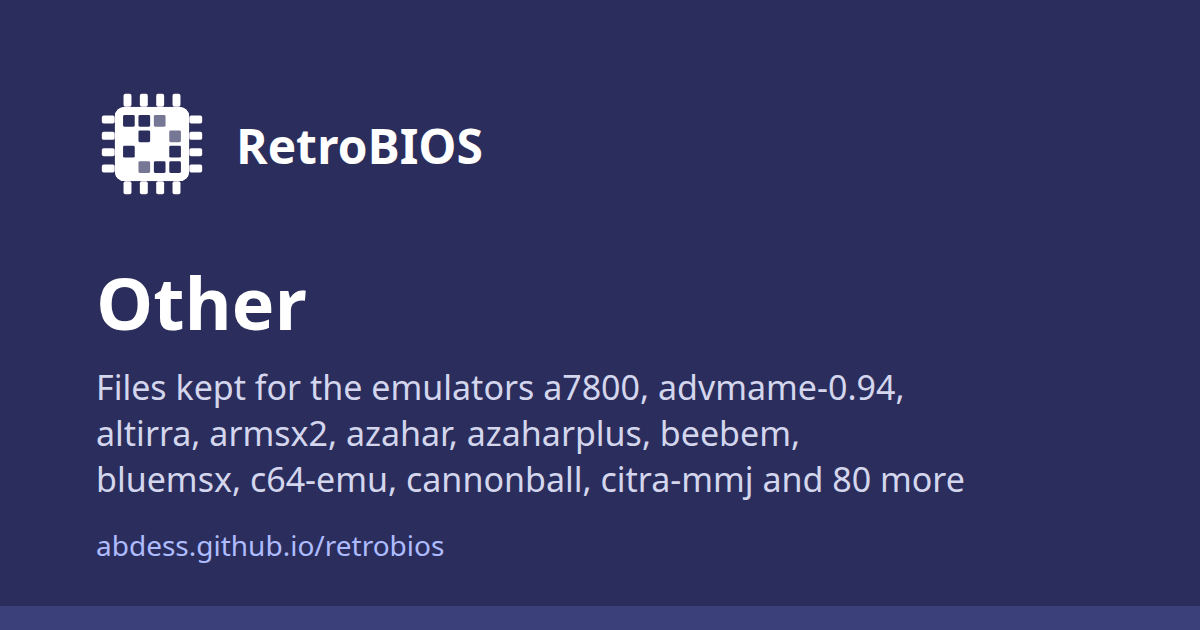 RetroBIOS
Other
Files kept for the emulators a7800, advmame-0.94,
altirra, armsx2, azahar, azaharplus, beebem,
bluemsx, c64-emu, cannonball, citra-mmj and 80 more
abdess.github.io/retrobios